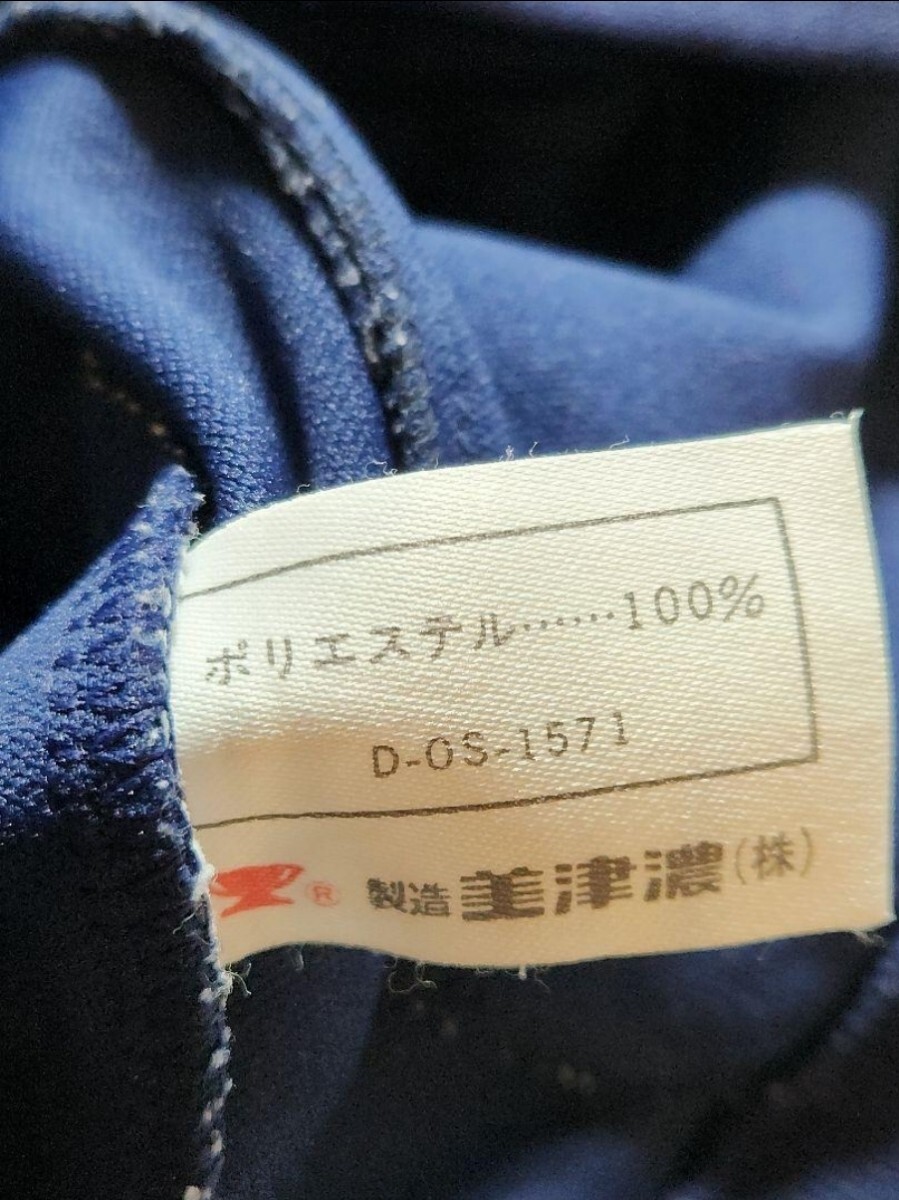 ポリエステル……100%
D-OS-1571
® 製造 美津濃(株)